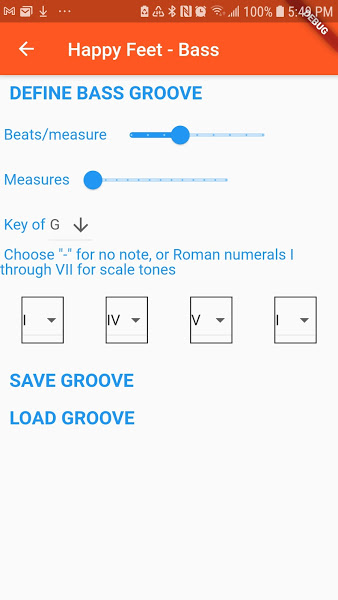 100% 5:49 PM
DEBUG
Happy Feet - Bass
DEFINE BASS GROOVE
Beats/measure
Measures
Key of G
Choose "-" for no note, or Roman numerals I
through VII for scale tones
I IV V I
SAVE GROOVE
LOAD GROOVE